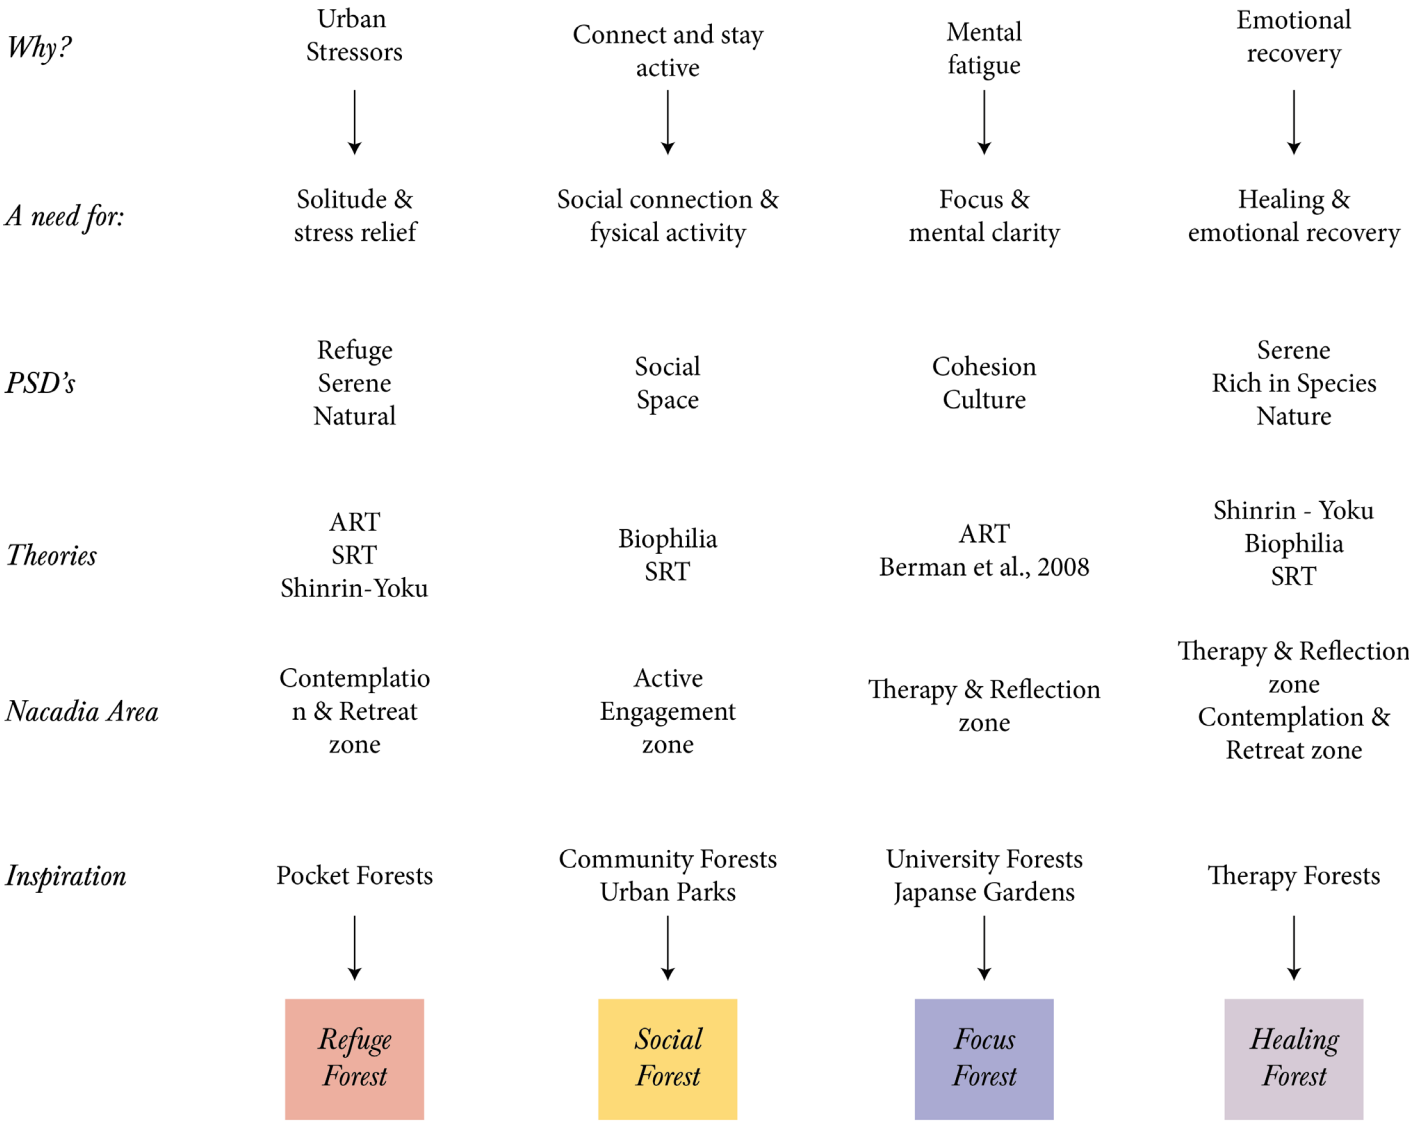 Why?
Urban
Stressors
Connect and stay
active
Mental
fatigue
Emotional
recovery
A need for:
Solitude &
stress relief
Social connection &
fysical activity
Focus &
mental clarity
Healing &
emotional recovery
PSD’s
Refuge
Serene
Natural
Social
Space
Cohesion
Culture
Serene
Rich in Species
Nature
Theories
ART
SRT
Shinrin-Yoku
Biophilia
SRT
ART
Berman et al., 2008
Shinrin - Yoku
Biophilia
SRT
Nacadia Area
Contemplatio
n & Retreat
zone
Active
Engagement
zone
Therapy & Reflection
zone
Therapy & Reflection
zone
Contemplation &
Retreat zone
Inspiration
Pocket Forests
Community Forests
Urban Parks
University Forests
Japanse Gardens
Therapy Forests
Refuge
Forest
Social
Forest
Focus
Forest
Healing
Forest